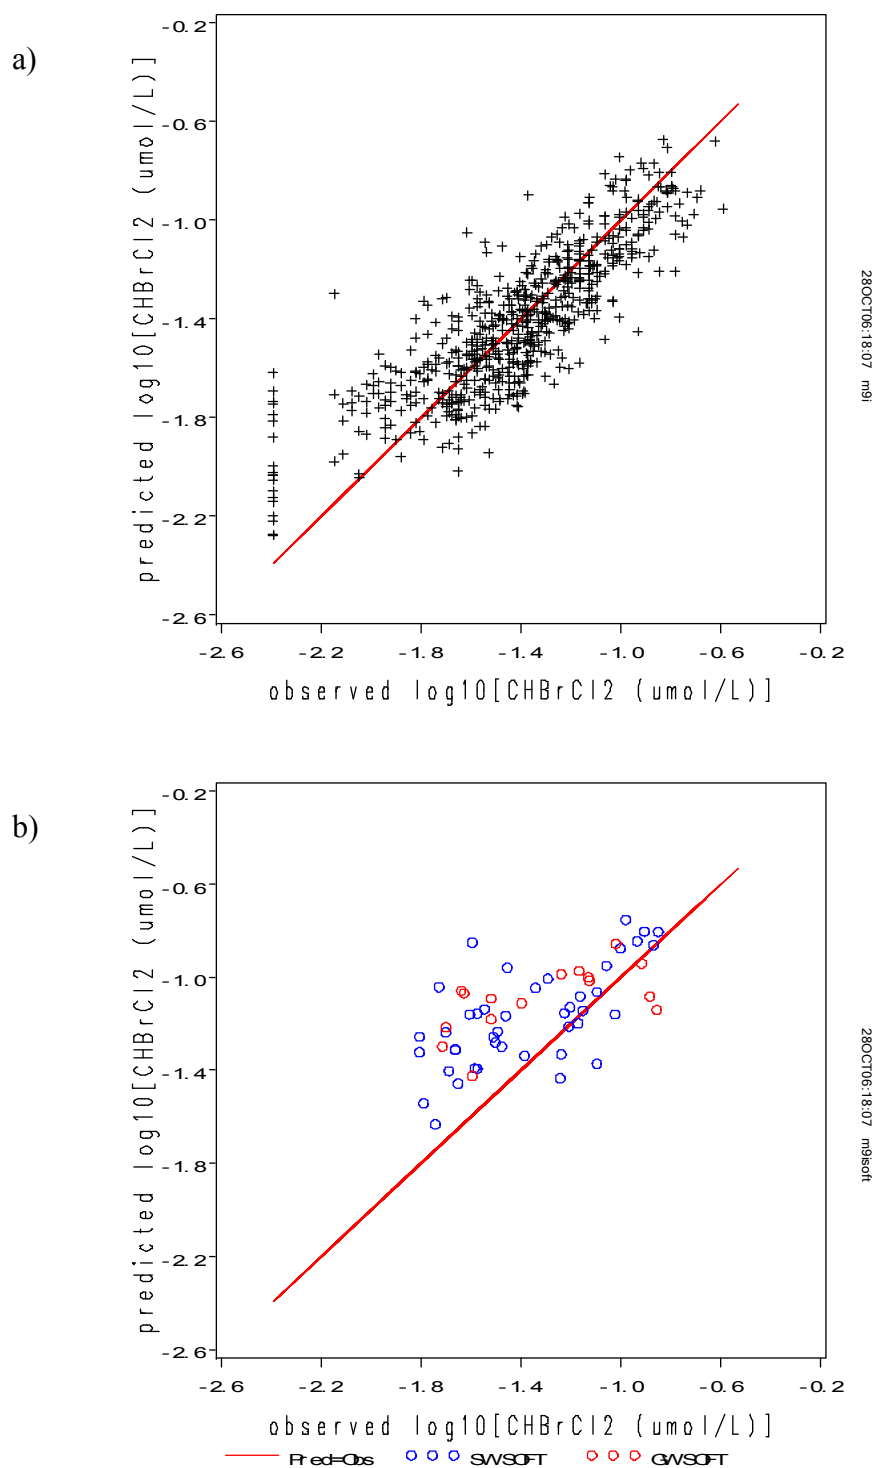 a)
predicted log10[CHBrCl2 (umol/L)]
-0.2
-0.6
-1.0
-1.4
-1.8
-2.2
-2.6
-2.6 -2.2 -1.8 -1.4 -1.0 -0.6 -0.2
observed log10[CHBrCl2 (umol/L)]
28OCT06:18:07 m9i
b)
predicted log10[CHBrCl2 (umol/L)]
-0.2
-0.6
-1.0
-1.4
-1.8
-2.2
-2.6
-2.6 -2.2 -1.8 -1.4 -1.0 -0.6 -0.2
observed log10[CHBrCl2 (umol/L)]
Pred=Obs SWSOFT GWSOFT
28OCT06:18:07 m9isoft